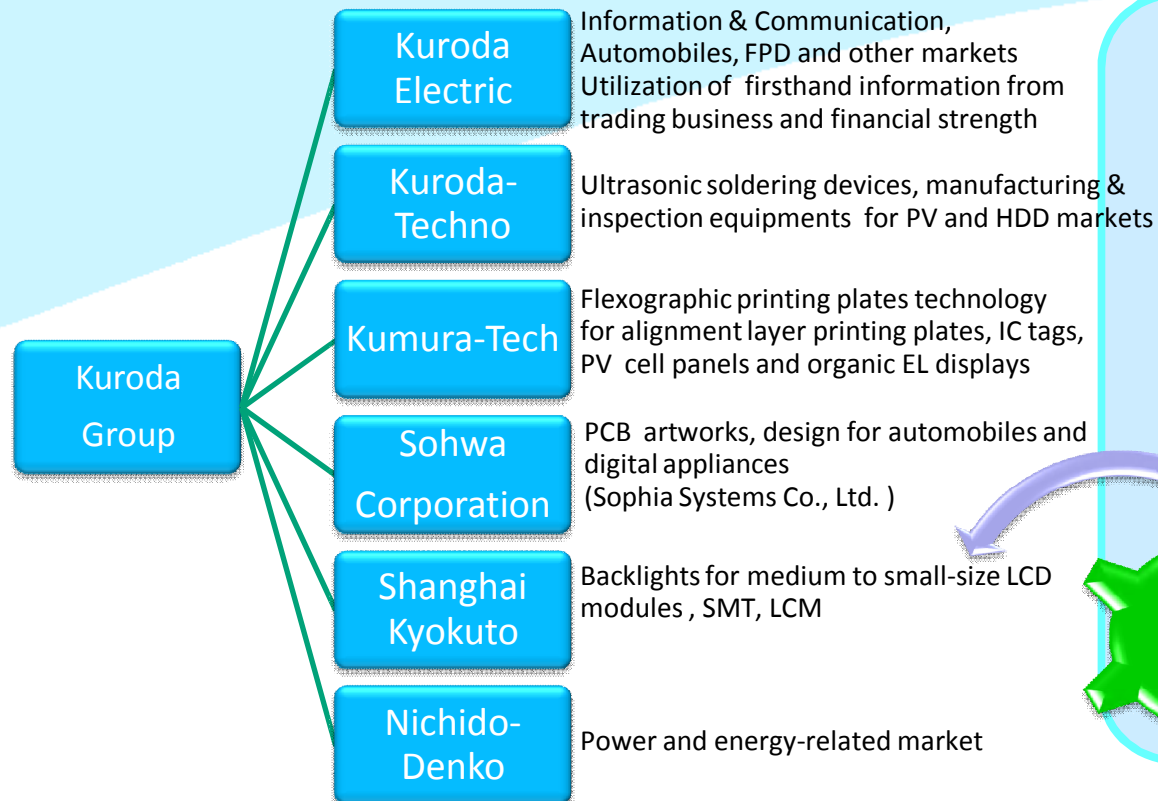 Kuroda
Group
Kuroda
Electric
Information & Communication,
Automobiles, FPD and other markets
Utilization of firsthand information from
trading business and financial strength
Kuroda-
Techno
Ultrasonic soldering devices, manufacturing &
inspection equipments for PV and HDD markets
Kumura-Tech
Flexographic printing plates technology
for alignment layer printing plates, IC tags,
PV cell panels and organic EL displays
Sohwa
Corporation
PCB artworks, design for automobiles and
digital appliances
(Sophia Systems Co., Ltd. )
Shanghai
Kyokuto
Backlights for medium to small-size LCD
modules , SMT, LCM
Nichido-
Denko
Power and energy-related market